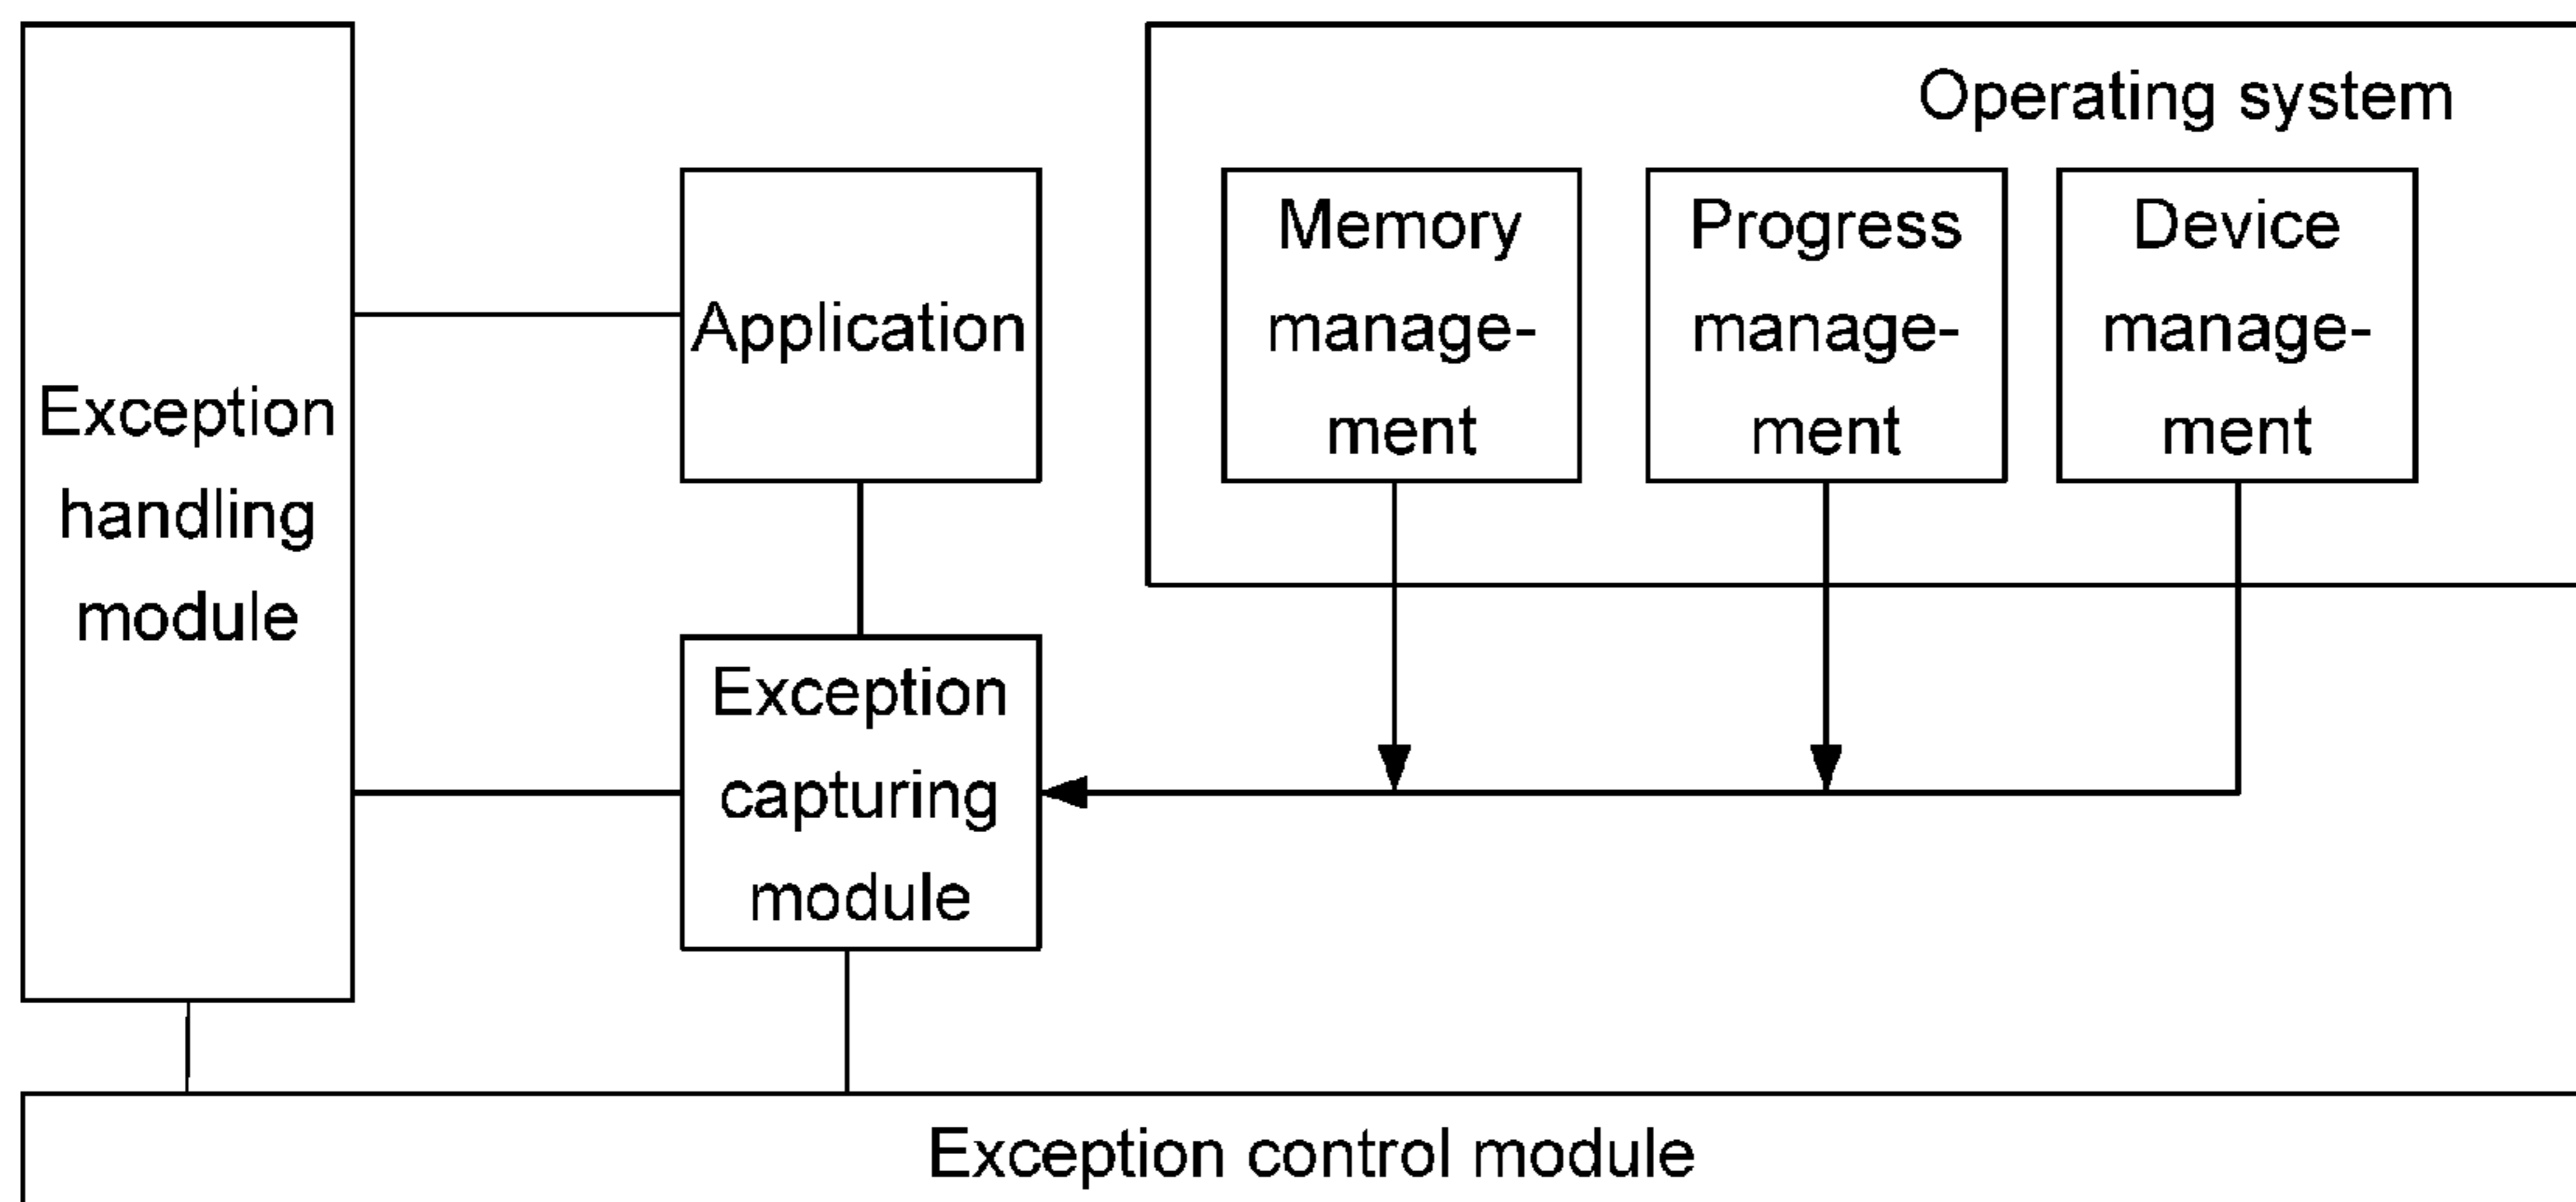 Operating system
Memory
manage-
ment
Progress
manage-
ment
Device
manage-
ment
Application
Exception
handling
module
Exception
capturing
module
Exception control module